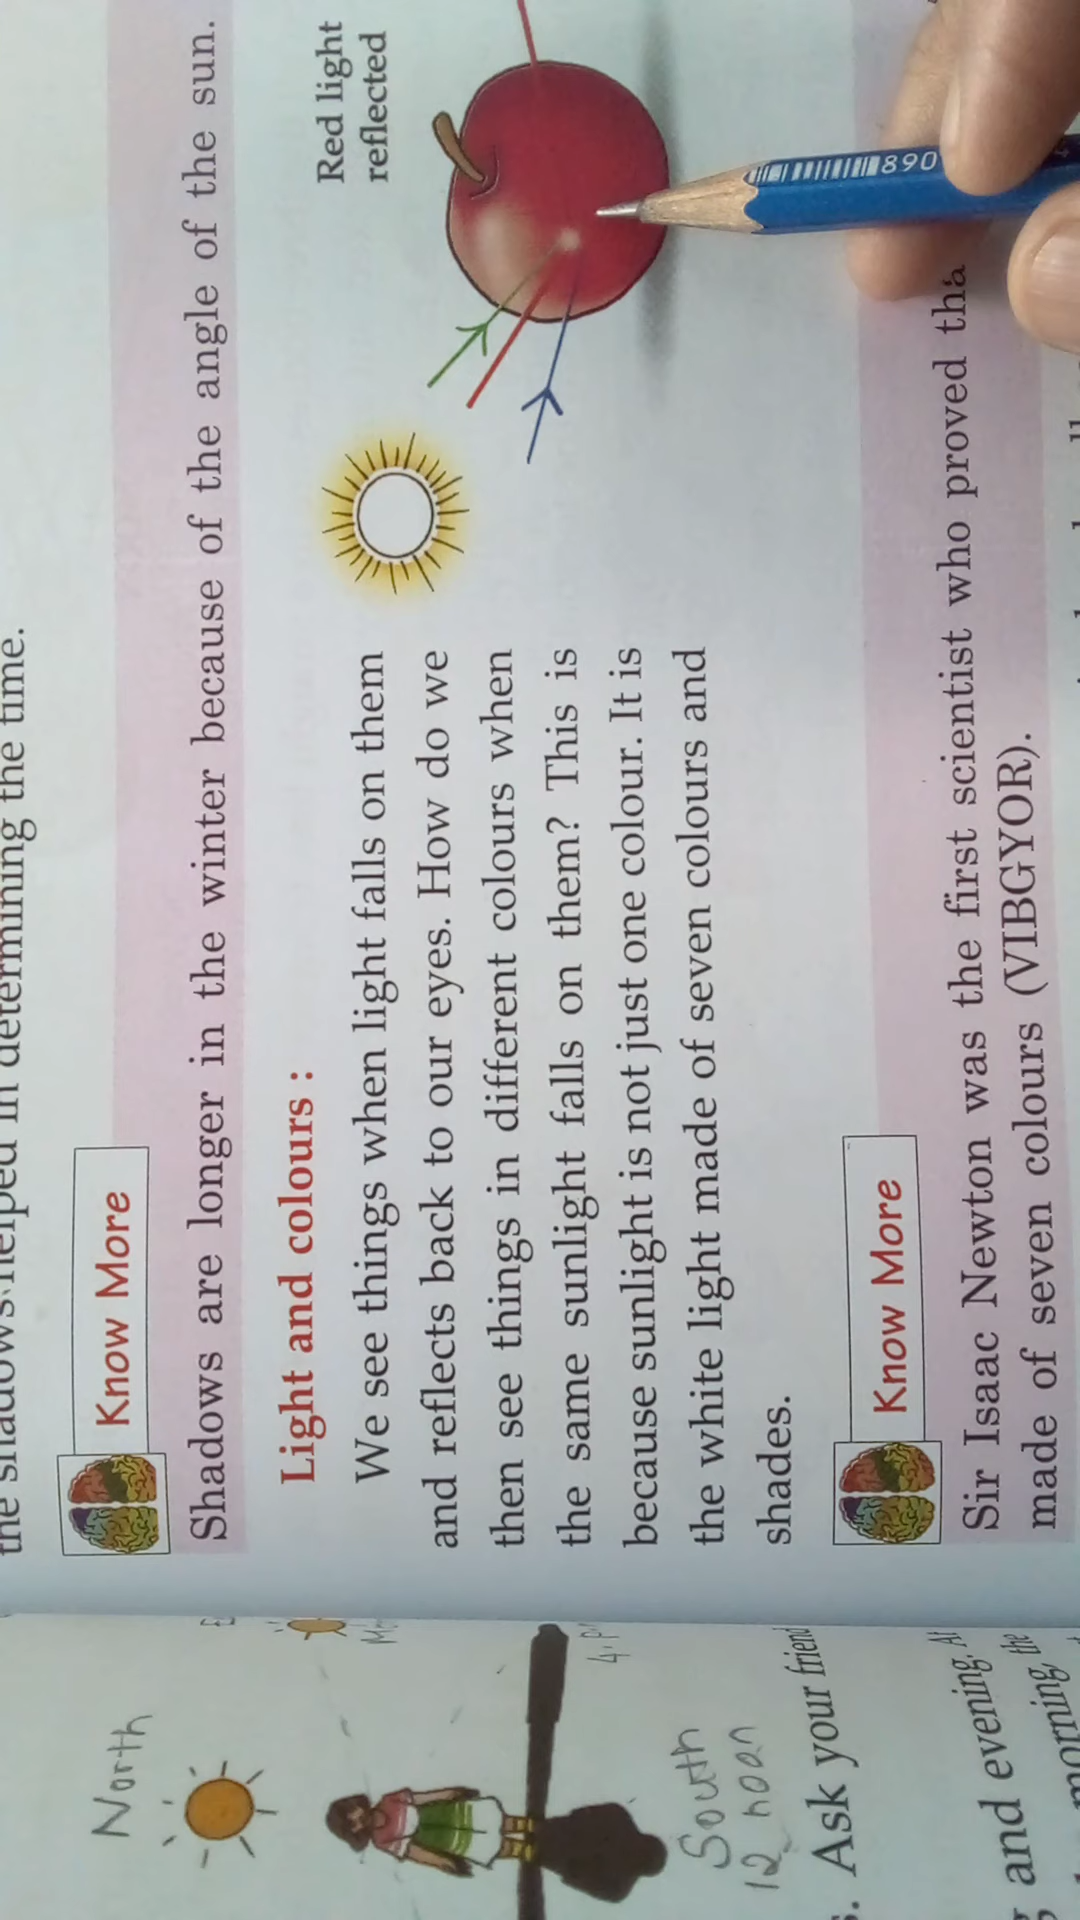 determining the time.
Know More
Shadows are longer in the winter because of the angle of the sun.
Light and colours :
We see things when light falls on them
and reflects back to our eyes. How do we
then see things in different colours when
the same sunlight falls on them? This is
because sunlight is not just one colour. It is
the white light made of seven colours and
shades.
Red light
reflected
890
Know More
Sir Isaac Newton was the first scientist who proved
made of seven colours (VIBGYOR).
North
South
12 noon
Ask your friend
and evening.
morning, the